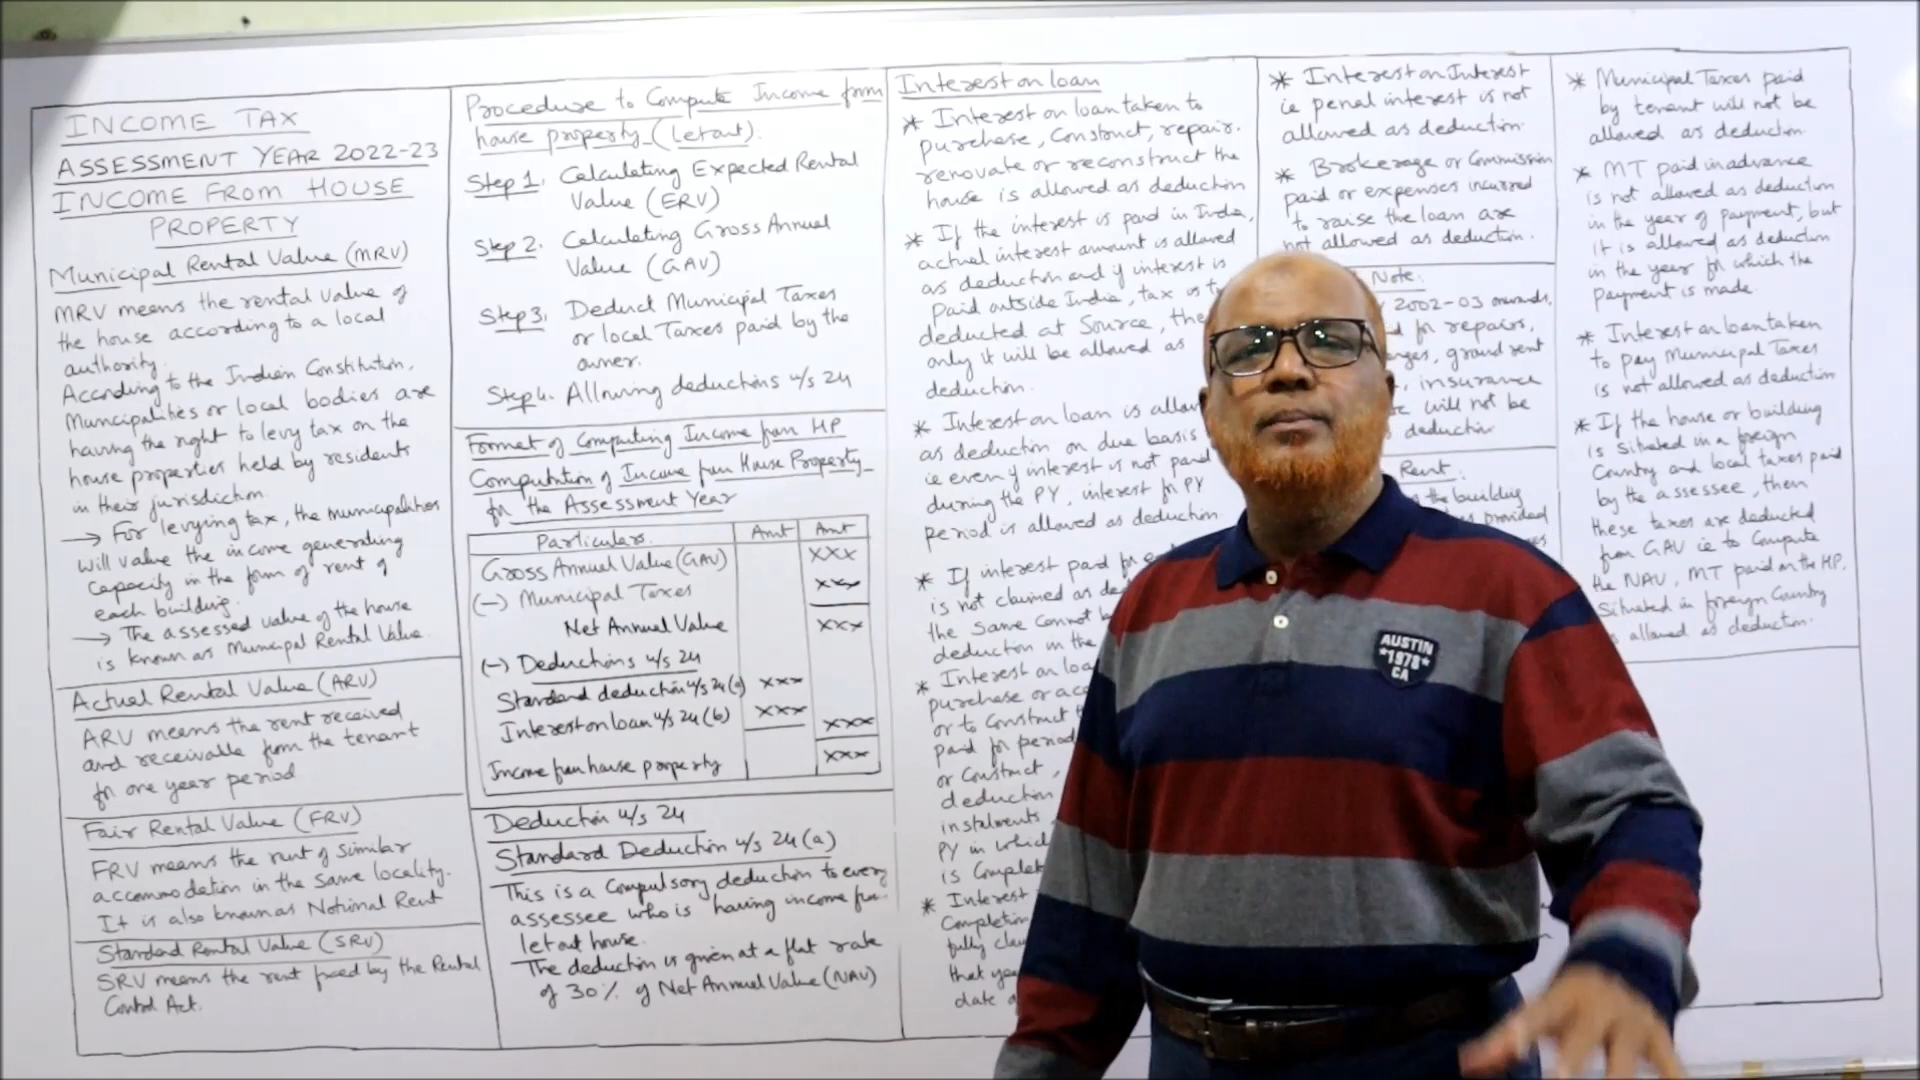 INCOME TAX
ASSESSMENT YEAR 2022-23
INCOME FROM HOUSE
PROPERTY
Municipal Rental Value (MRV)
MRV means the rental value of
the house according to a local
authority.
According to the Indian Constitution,
Municipalities or local bodies are
having the right to levy tax on the
house properties held by residents
in their jurisdiction.
→ For levying tax, the municipalities
will value the income generating
capacity in the form of rent of
each building.
→ The assessed value of the house
is known as Municipal Rental Value.
Actual Rental Value (ARV)
ARV means the rent received
and receivable from the tenant
for one year period
Fair Rental Value (FRV)
FRV means the rent of similar
accommodation in the same locality.
It is also known as Notional Rent
Standard Rental Value (SRV)
SRV means the rent fixed by the Rental
Control Act.
Procedure to Compute Income from
house property (let out).
Step 1. Calculating Expected Rental
Value (ERV)
Step 2. Calculating Gross Annual
Value (GAV)
Step 3. Deduct Municipal Taxes
or local Taxes paid by the
owner.
Step 4. Allowing deductions u/s 24
Format of Computing Income from HP
Computation of Income from House Property
for the Assessment Year
Particulars. Amt Amt
Gross Annual Value (GAV) xxx
(-) Municipal Taxes xxx
Net Annual Value xxx
(-) Deductions u/s 24
Standard deduction u/s 24(a) xxx
Interest on loan u/s 24(b) xxx xxx
Income from house property xxx
Deduction u/s 24
Standard Deduction u/s 24(a)
This is a Compulsory deduction to every
assessee who is having income from
let out house.
The deduction is given at a flat rate
of 30% of Net Annual Value (NAV)
Interest on loan
* Interest on loan taken to
purchase, Construct, repair.
renovate or reconstruct the
house is allowed as deduction
* If the interest is paid in India,
actual interest amount is allowed
as deduction and if interest is
Paid outside India, tax is
deducted at Source, then
only it will be allowed as
deduction.
* Interest on loan is
as deduction on due basis
ie even if interest is not paid
during the PY, interest for PY
period is allowed as deduction
* If interest paid for
is not claimed as
the same cannot
deduction in the
* Interest on loan
purchase or
or to Construct
paid for period
or Construct,
deduction
instalments
PY in which
is
* Interest
Completion
fully
that year
date
* Interest on Interest
ie penal interest is not
allowed as deduction.
* Brokerage or Commission
paid or expenses incurred
to raise the loan are
not allowed as deduction.
Note:
2002-03 onwards,
for repairs,
ground rent
insurance
will not be
deduction
Rent:
the building
provided
* Municipal Taxes paid
by tenant will not be
allowed as deduction
* MT paid in advance
is not allowed as deduction
in the year of payment, but
it is allowed as deduction
in the year for which the
payment is made.
* Interest on loan taken
to pay Municipal Taxes
is not allowed as deduction
* If the house or building
is situated in a foreign
Country and local taxes paid
by the assessee, then
these taxes are deducted
from GAV ie to Compute
the NAV, MT paid on the HP.
Situated in foreign Country
is allowed as deduction.
AUSTIN
*1978*
CA